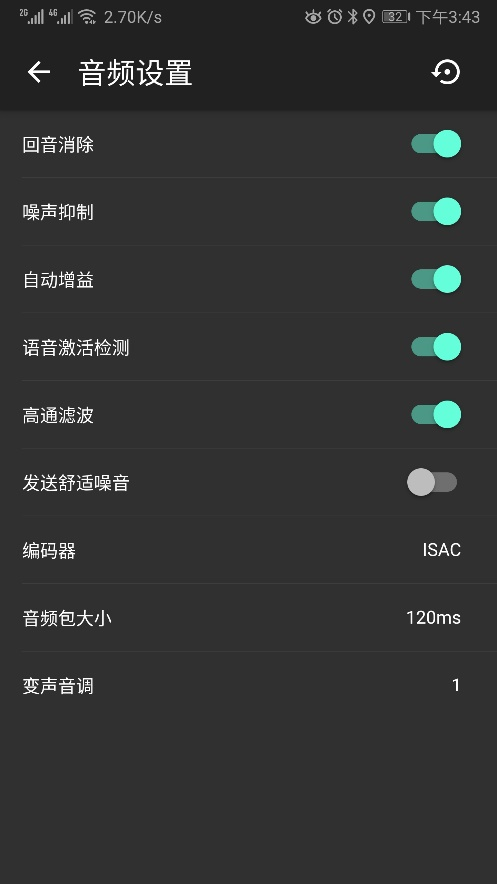 2G 4G 2.70K/s 32 下午3:43
音频设置
回音消除
噪声抑制
自动增益
语音激活检测
高通滤波
发送舒适噪音
编码器 ISAC
音频包大小 120ms
变声音调 1